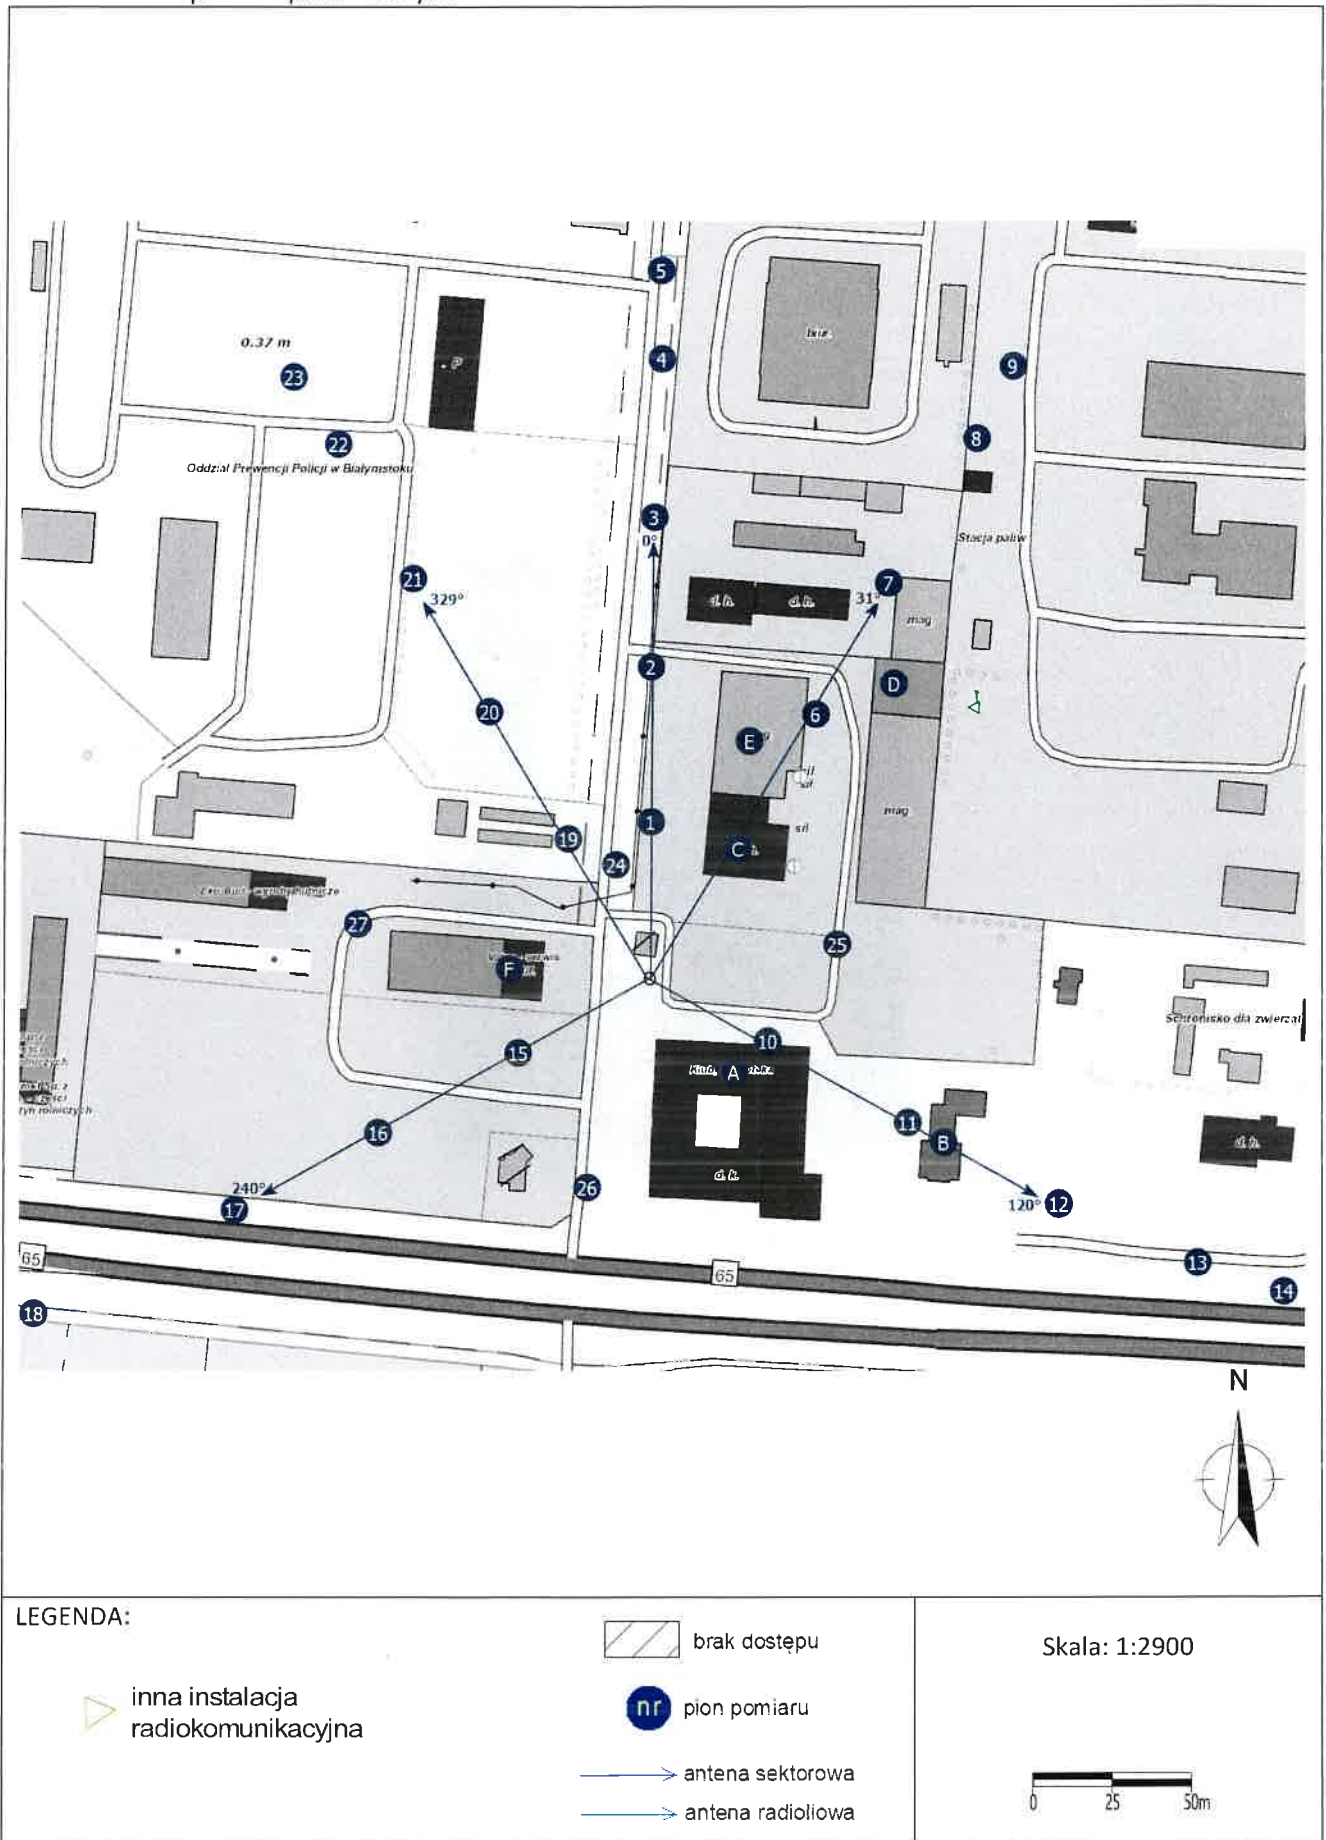 5
4
0.37 m
23
biur.
P
9
22
8
Oddział Prewencji Policji w Białymstoku
3
0°
Stacja paliw
21
329°
7
31°
d.h.
d.h.
mag
2
D
20
6
E
sil
1
19
C
sil
mag
24
27
25
F
Schronisko dla zwierząt
10
15
A
11
B
16
d.k.
d.h.
240°
26
17
120°
12
65
65
13
14
18
N
LEGENDA:
brak dostępu
Skala: 1:2900
inna instalacja
radiokomunikacyjna
nr pion pomiaru
antena sektorowa
antena radioliowa
0 25 50m